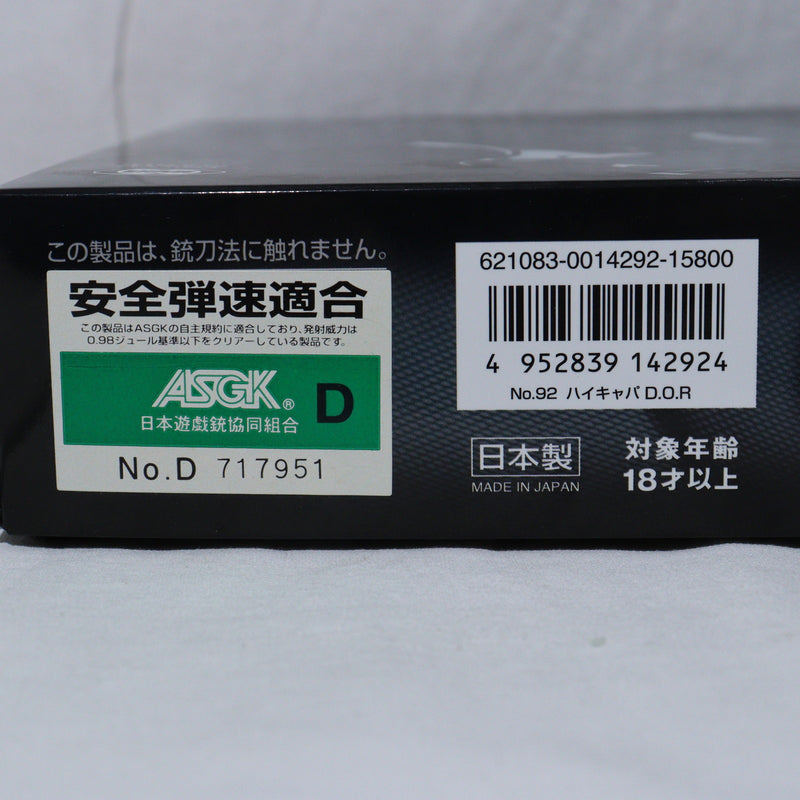 この製品は、銃刀法に触れません。
安全弾速適合
この製品はASGKの自主規約に適合しており、発射威力は
0.98ジュール基準以下をクリアーしている製品です。
ASGK® D
日本遊戯銃協同組合
No.D 717951
621083-0014292-15800
4 952839 142924
No.92 ハイキャパ D.O.R
日本製
MADE IN JAPAN
対象年齢
18才以上